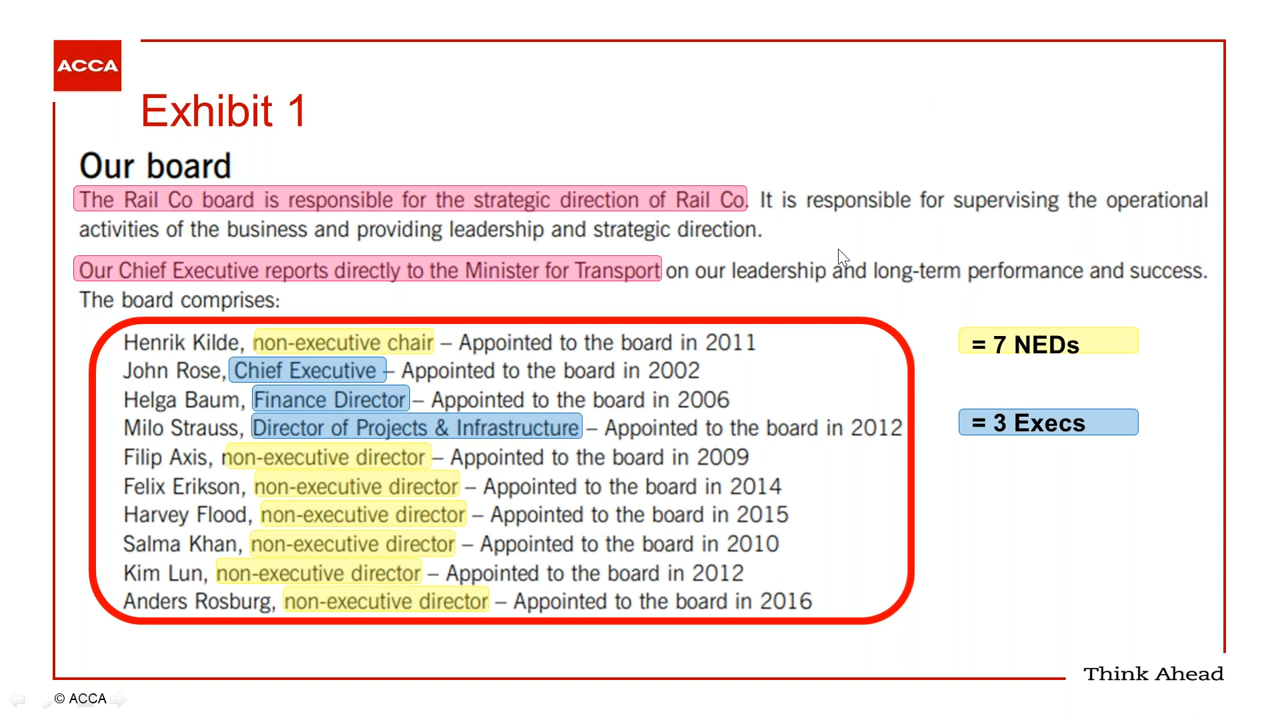 ACCA
Exhibit 1
Our board
The Rail Co board is responsible for the strategic direction of Rail Co. It is responsible for supervising the operational
activities of the business and providing leadership and strategic direction.
Our Chief Executive reports directly to the Minister for Transport on our leadership and long-term performance and success.
The board comprises:
Henrik Kilde, non-executive chair – Appointed to the board in 2011
John Rose, Chief Executive – Appointed to the board in 2002
Helga Baum, Finance Director – Appointed to the board in 2006
Milo Strauss, Director of Projects & Infrastructure – Appointed to the board in 2012
Filip Axis, non-executive director – Appointed to the board in 2009
Felix Erikson, non-executive director – Appointed to the board in 2014
Harvey Flood, non-executive director – Appointed to the board in 2015
Salma Khan, non-executive director – Appointed to the board in 2010
Kim Lun, non-executive director – Appointed to the board in 2012
Anders Rosburg, non-executive director – Appointed to the board in 2016
= 7 NEDs
= 3 Execs
Think Ahead
© ACCA